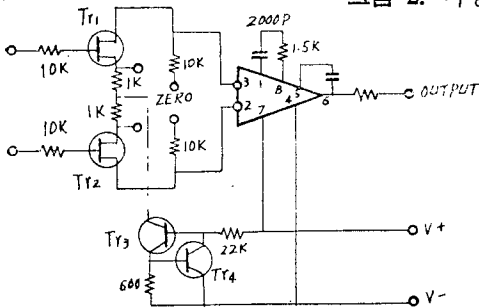 Tr1
2000P
1.5K
10K
10K
1K
3 1 8 5
6
OUTPUT
ZERO
1K
2 7 4
10K
10K
Tr2
Tr3
22K
V+
600
Tr4
V-